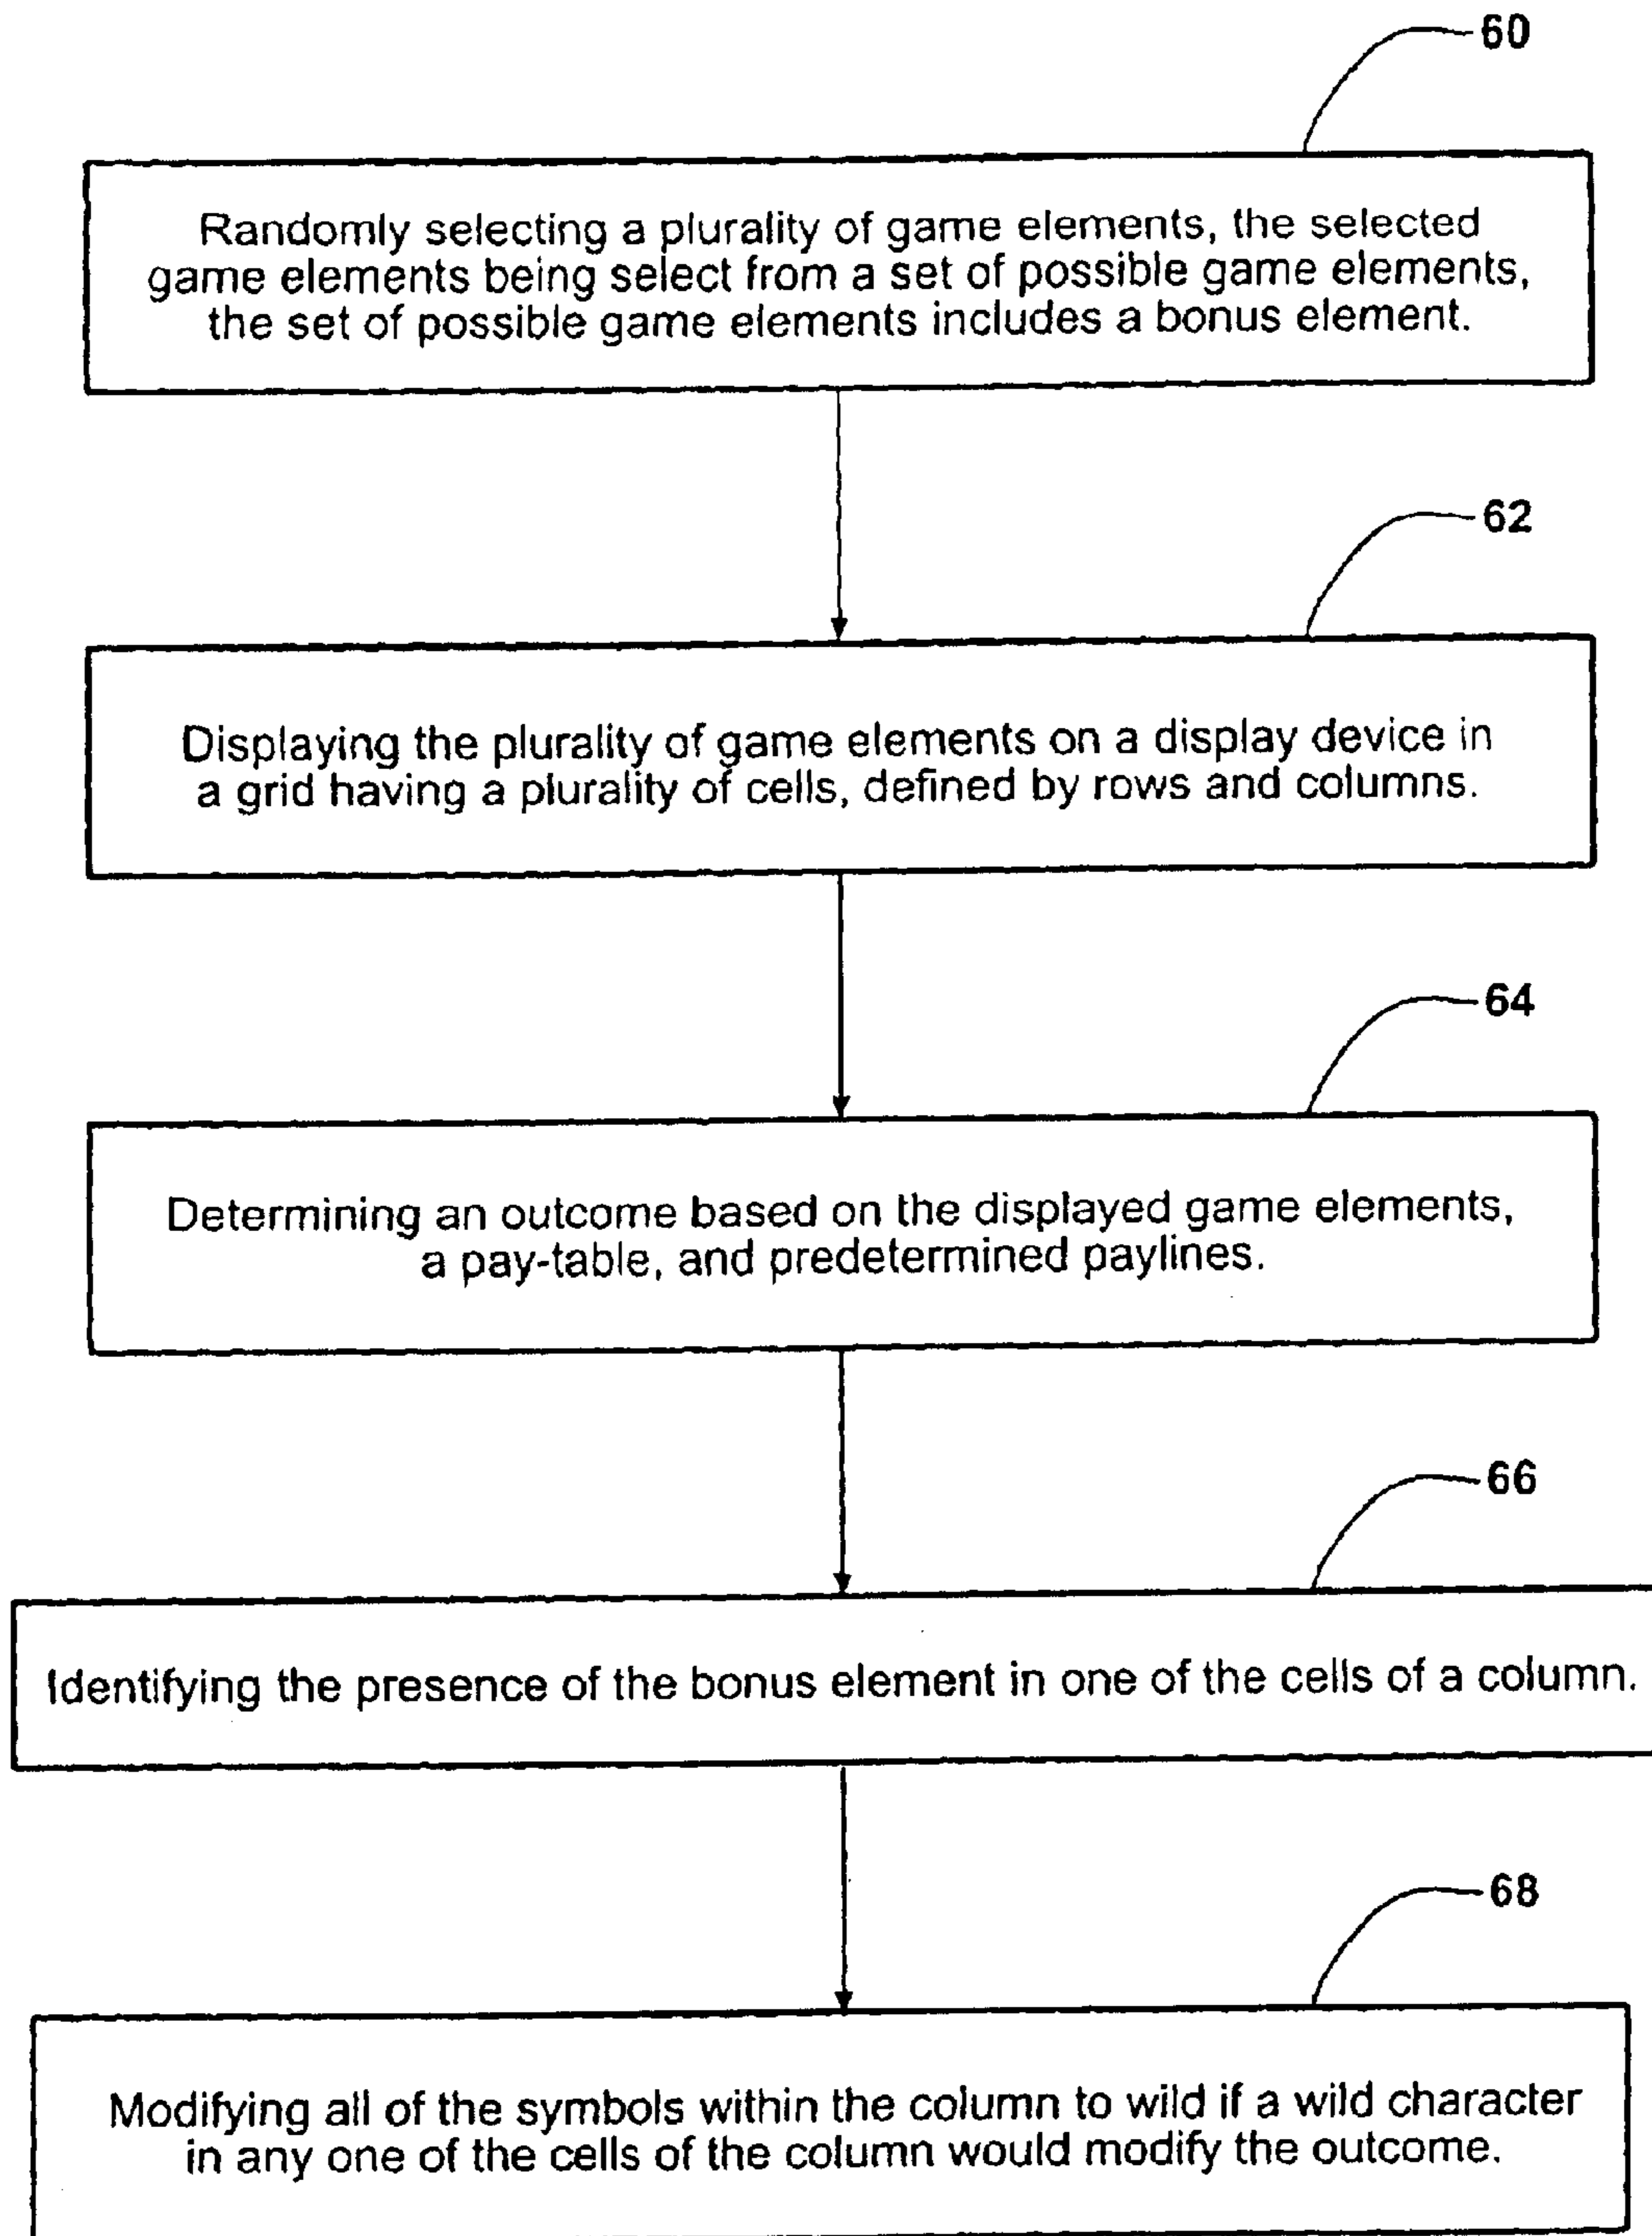 60
Randomly selecting a plurality of game elements, the selected
game elements being select from a set of possible game elements,
the set of possible game elements includes a bonus element.
62
Displaying the plurality of game elements on a display device in
a grid having a plurality of cells, defined by rows and columns.
64
Determining an outcome based on the displayed game elements,
a pay-table, and predetermined paylines.
66
Identifying the presence of the bonus element in one of the cells of a column.
68
Modifying all of the symbols within the column to wild if a wild character
in any one of the cells of the column would modify the outcome.